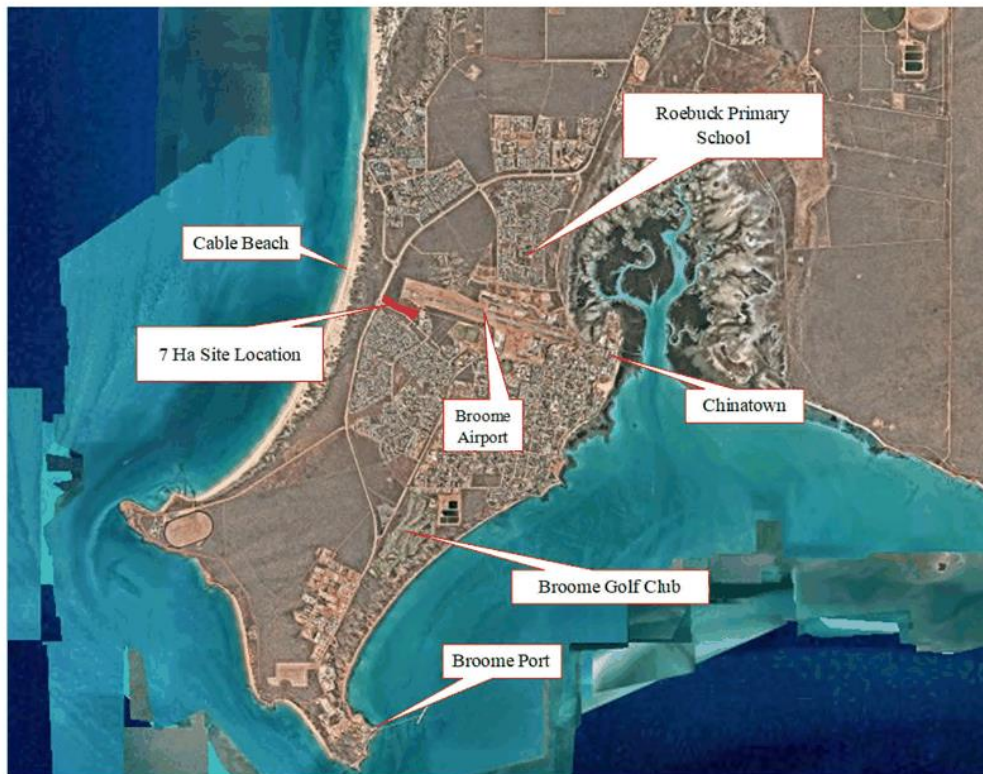 Roebuck Primary
School
Cable Beach
7 Ha Site Location
Broome
Airport
Chinatown
Broome Golf Club
Broome Port